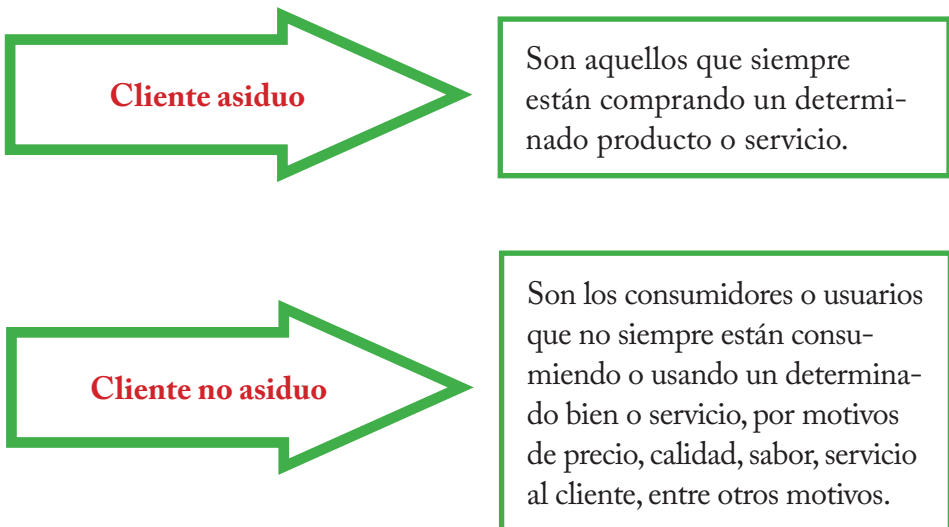 Cliente asiduo
Son aquellos que siempre
están comprando un determi-
nado producto o servicio.
Cliente no asiduo
Son los consumidores o usuarios
que no siempre están consu-
miendo o usando un determina-
do bien o servicio, por motivos
de precio, calidad, sabor, servicio
al cliente, entre otros motivos.